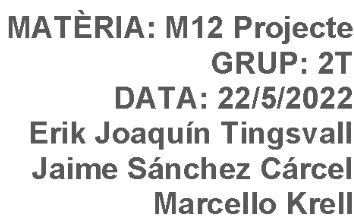 MATÈRIA: M12 Projecte
GRUP: 2T
DATA: 22/5/2022
Erik Joaquín Tingsvall
Jaime Sánchez Cárcel
Marcello Krell